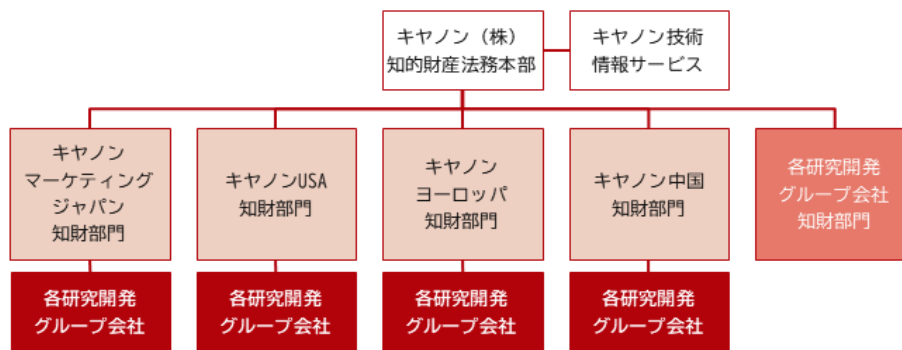 キヤノン（株）
知的財産法務本部
キヤノン技術
情報サービス
キヤノン
マーケティング
ジャパン
知財部門
キヤノンUSA
知財部門
キヤノン
ヨーロッパ
知財部門
キヤノン中国
知財部門
各研究開発
グループ会社
知財部門
各研究開発
グループ会社
各研究開発
グループ会社
各研究開発
グループ会社
各研究開発
グループ会社